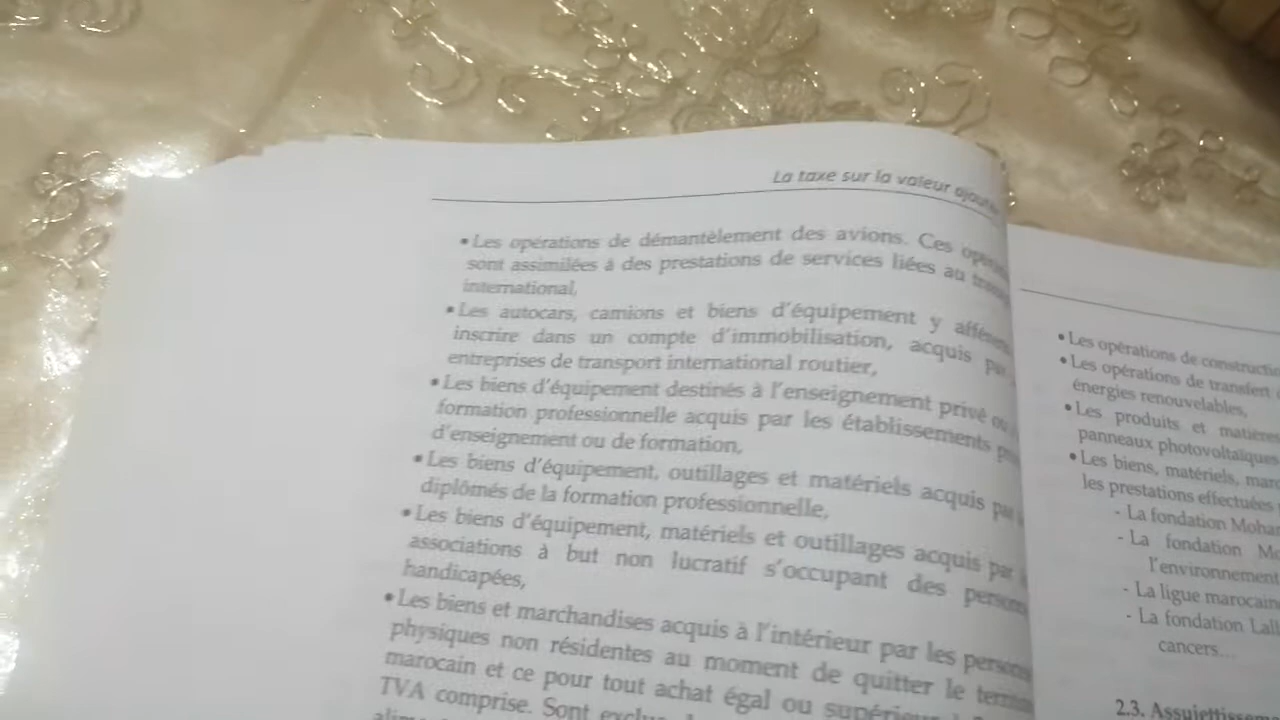 La taxe sur la valeur
• Les opérations de démantèlement des avions. Ces
sont assimilées à des prestations de services liées au
international,
• Les autocars, camions et biens d'équipement y
inscrire dans un compte d'immobilisation, acquis
entreprises de transport international routier,
• Les biens d'équipement destinés à l'enseignement privé ou
formation professionnelle acquis par les établissements
d'enseignement ou de formation,
• Les biens d'équipement, outillages et matériels acquis par
diplômés de la formation professionnelle,
• Les biens d'équipement, matériels et outillages acquis par
associations à but non lucratif s'occupant des
handicapées,
• Les biens et marchandises acquis à l'intérieur par les
physiques non résidentes au moment de quitter le
marocain et ce pour tout achat égal ou
TVA comprise. Sont
• Les opérations de
• Les opérations de transfert
énergies renouvelables,
• Les produits et matières
panneaux photovoltaïques
• Les biens, matériels,
les prestations effectuées
- La fondation
- La fondation
l'environnement
- La ligue
- La fondation
cancers...
2.3.